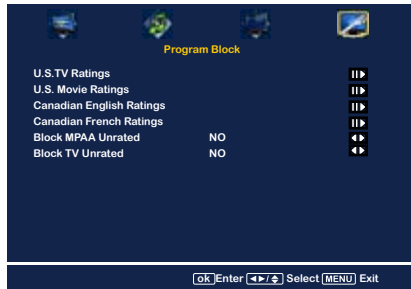 Program Block
U.S.TV Ratings
U.S. Movie Ratings
Canadian English Ratings
Canadian French Ratings
Block MPAA Unrated NO
Block TV Unrated NO
ok Enter ◄►/♦ Select MENU Exit